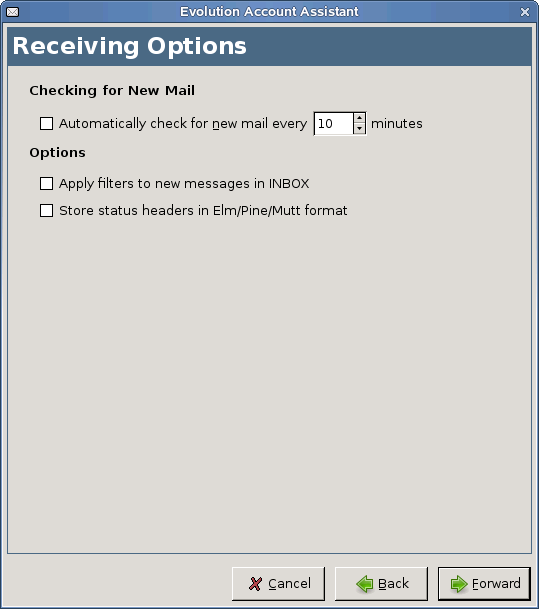 Evolution Account Assistant
Receiving Options
Checking for New Mail
Automatically check for new mail every 10 minutes
Options
Apply filters to new messages in INBOX
Store status headers in Elm/Pine/Mutt format
Cancel Back Forward